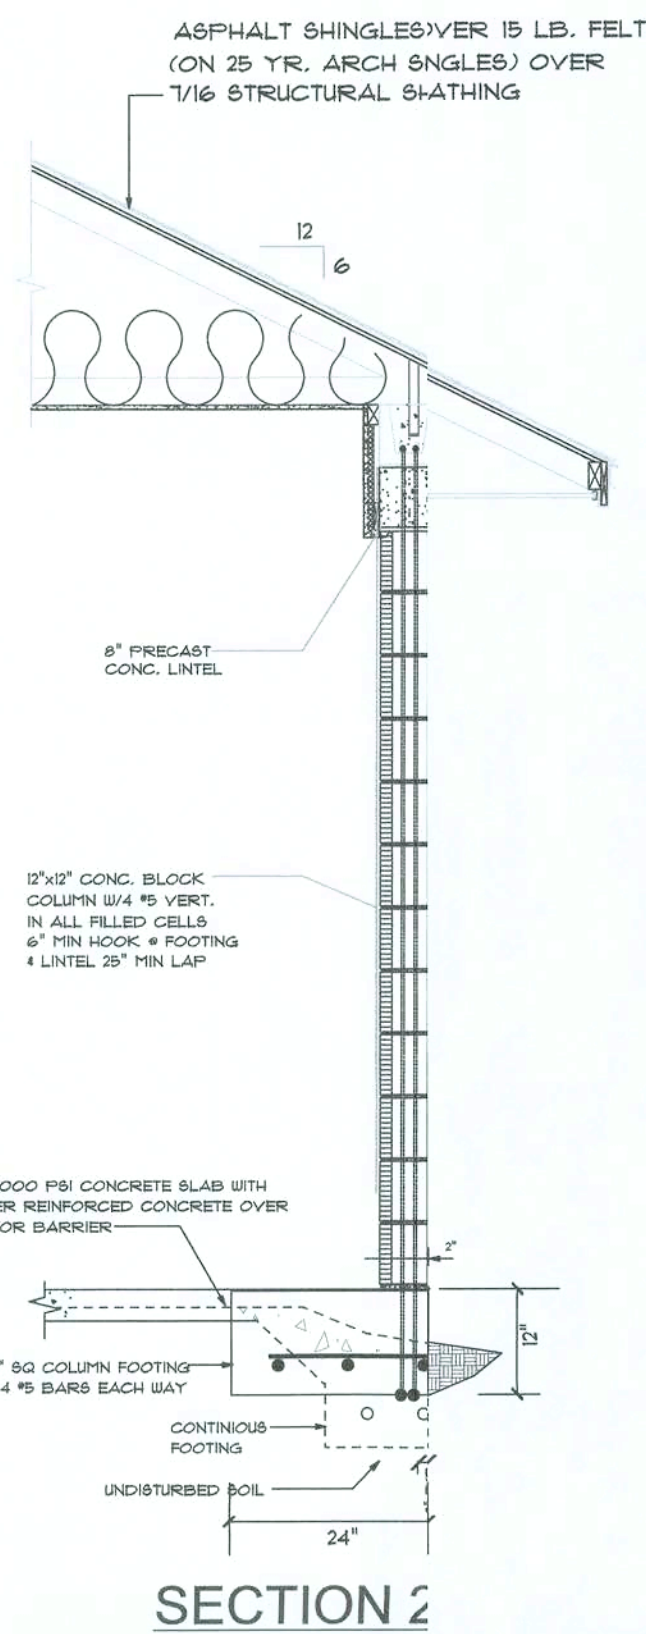 ASPHALT SHINGLES)VER 15 LB. FELT
(ON 25 YR. ARCH SNGLES) OVER
7/16 STRUCTURAL SHATHING
12
6
8" PRECAST
CONC. LINTEL
12"x12" CONC. BLOCK
COLUMN W/4 #5 VERT.
IN ALL FILLED CELLS
6" MIN HOOK @ FOOTING
& LINTEL 25" MIN LAP
000 PSI CONCRETE SLAB WITH
ER REINFORCED CONCRETE OVER
OR BARRIER
2"
12"
" SQ COLUMN FOOTING
4 #5 BARS EACH WAY
CONTINIOUS
FOOTING
UNDISTURBED SOIL
24"
SECTION 2